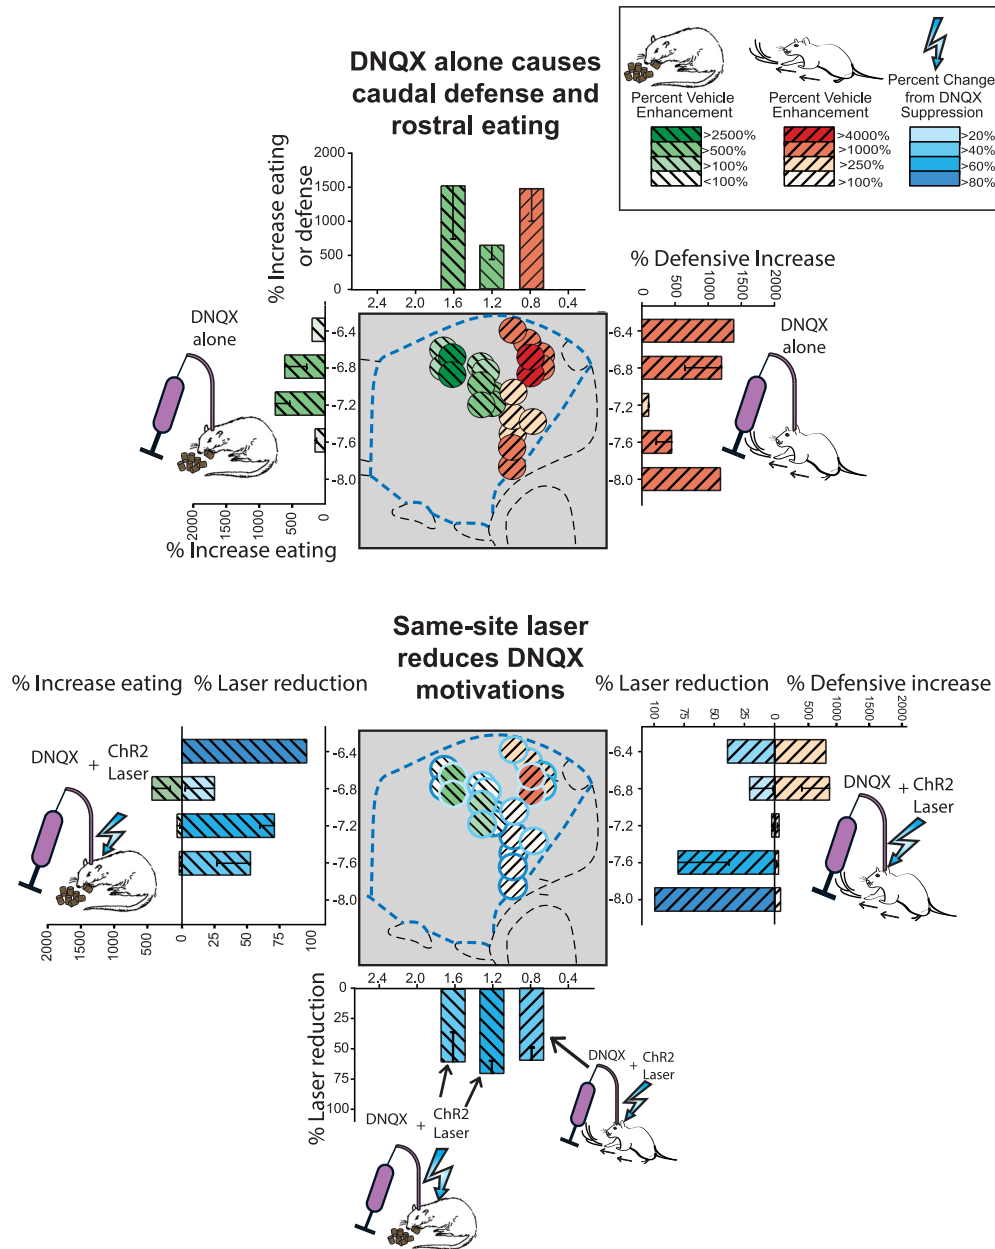 DNQX alone causes
caudal defense and
rostral eating
Percent Vehicle
Enhancement
>2500%
>500%
>100%
<100%
Percent Vehicle
Enhancement
>4000%
>1000%
>250%
>100%
Percent Change
from DNQX
Suppression
>20%
>40%
>60%
>80%
% Increase eating
or defense
2000
1500
1000
500
0
2.4 2.0 1.6 1.2 0.8 0.4
% Defensive Increase
0 500 1000 1500 2000
DNQX
alone
-6.4
-6.8
-7.2
-7.6
-8.0
-6.4
-6.8
-7.2
-7.6
-8.0
DNQX
alone
2000 1500 1000 500 0
% Increase eating
Same-site laser
reduces DNQX
motivations
% Increase eating % Laser reduction
% Laser reduction % Defensive increase
100 75 50 25 0 500 1000 1500 2000
DNQX + ChR2
Laser
-6.4
-6.8
-7.2
-7.6
-8.0
-6.4
-6.8
-7.2
-7.6
-8.0
DNQX + ChR2
Laser
2000 1500 1000 500 0 25 50 75 100
2.4 2.0 1.6 1.2 0.8 0.4
% Laser reduction
0
25
50
75
100
DNQX + ChR2
Laser
DNQX + ChR2
Laser